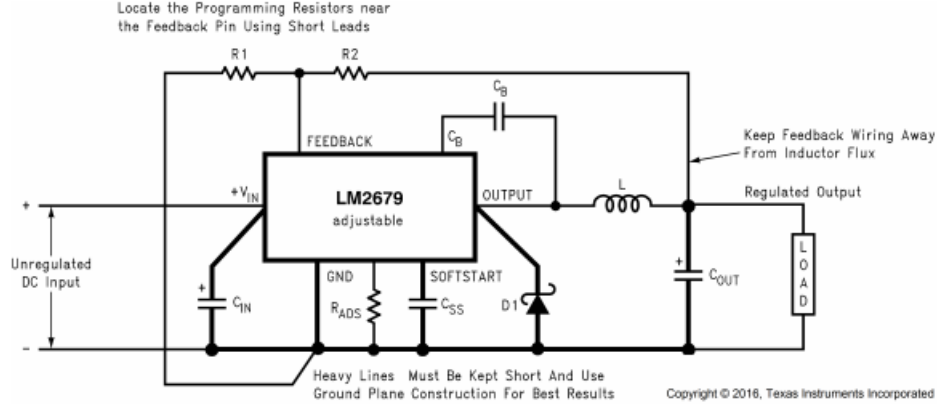 Locate the Programming Resistors near
the Feedback Pin Using Short Leads
R1
R2
CB
FEEDBACK
CB
Keep Feedback Wiring Away
From Inductor Flux
+VIN
LM2679
adjustable
OUTPUT
L
Regulated Output
+
Unregulated
DC Input
-
+
CIN
GND
RADS
SOFTSTART
CSS
D1
+
COUT
LOAD
Heavy Lines Must Be Kept Short And Use
Ground Plane Construction For Best Results
Copyright © 2016, Texas Instruments Incorporated